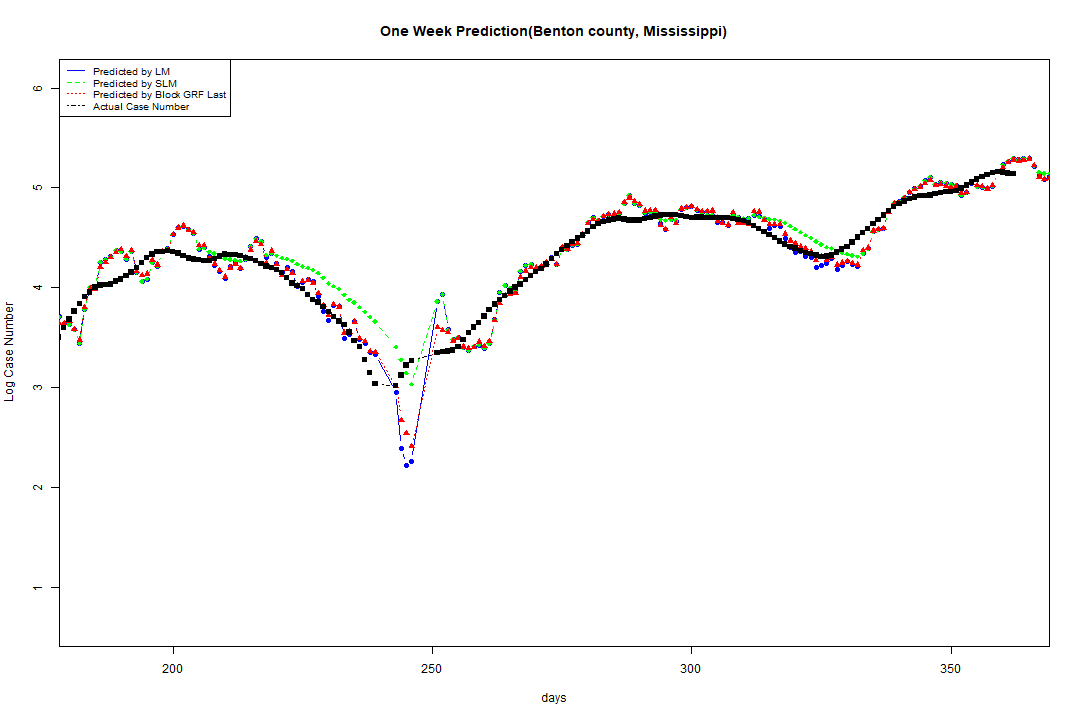 One Week Prediction(Benton county, Mississippi)
Predicted by LM
Predicted by SLM
Predicted by Block GRF Last
Actual Case Number
6
5
4
3
2
1
Log Case Number
200 250 300 350
days